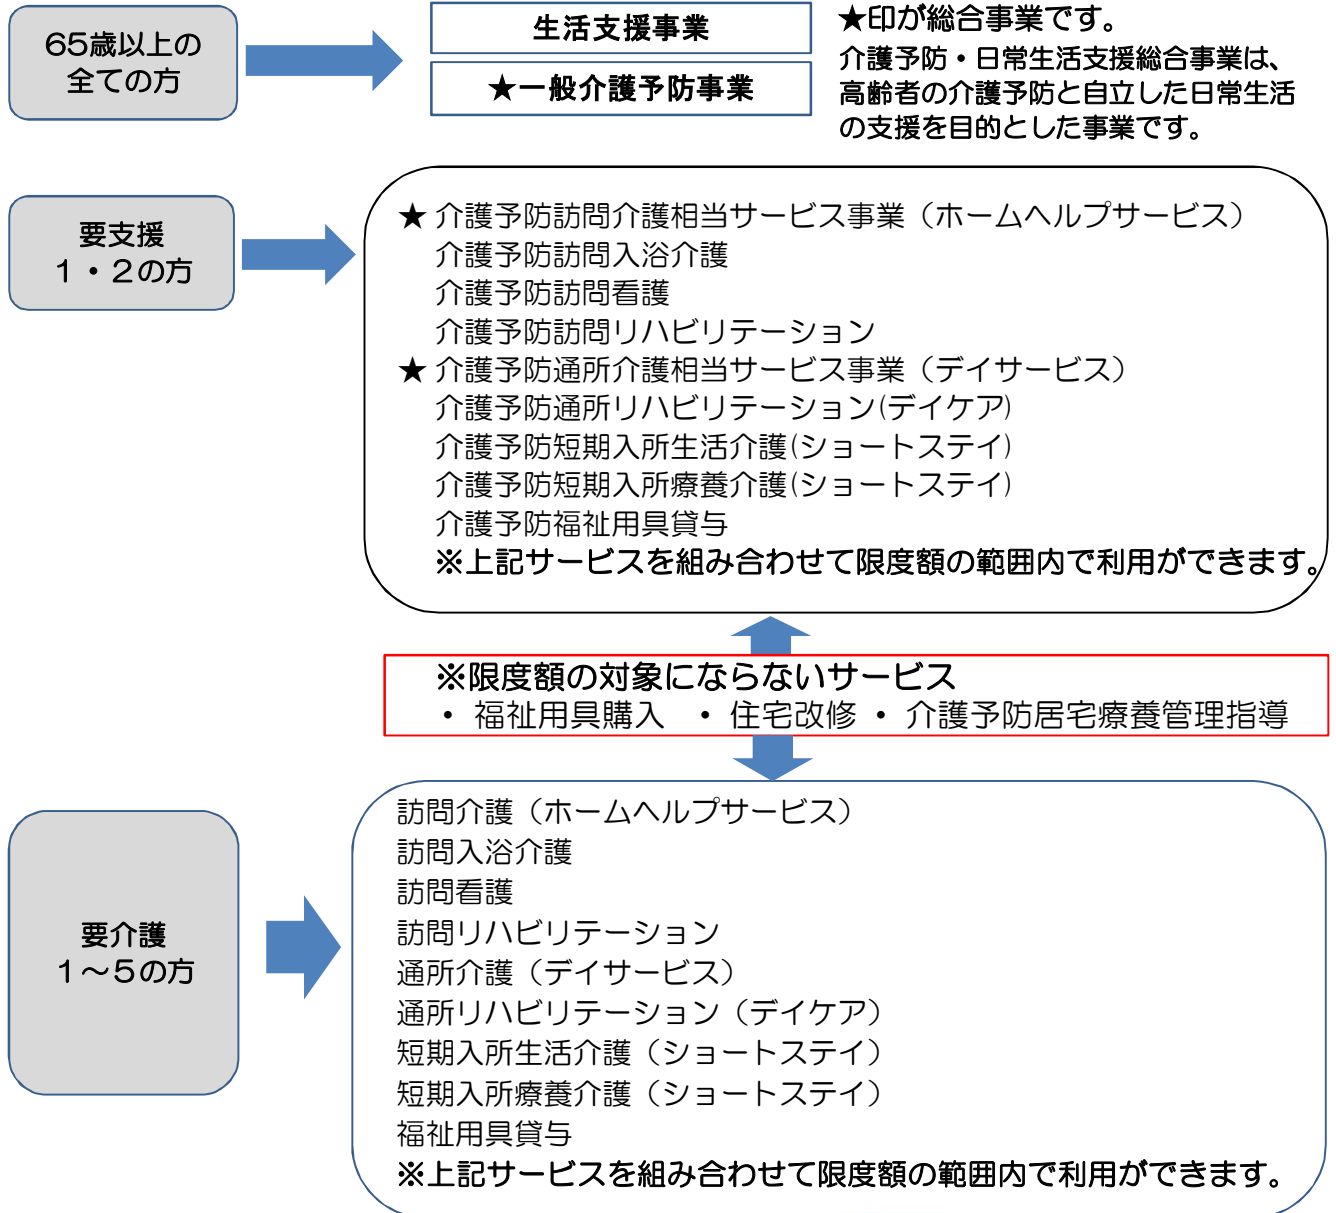 65歳以上の
全ての方
生活支援事業
★一般介護予防事業
★印が総合事業です。
介護予防・日常生活支援総合事業は、
高齢者の介護予防と自立した日常生活
の支援を目的とした事業です。
要支援
1・2の方
★ 介護予防訪問介護相当サービス事業（ホームヘルプサービス）
介護予防訪問入浴介護
介護予防訪問看護
介護予防訪問リハビリテーション
★ 介護予防通所介護相当サービス事業（デイサービス）
介護予防通所リハビリテーション(デイケア)
介護予防短期入所生活介護(ショートステイ)
介護予防短期入所療養介護(ショートステイ)
介護予防福祉用具貸与
※上記サービスを組み合わせて限度額の範囲内で利用ができます。
※限度額の対象にならないサービス
・ 福祉用具購入 ・ 住宅改修 ・ 介護予防居宅療養管理指導
要介護
1～5の方
訪問介護（ホームヘルプサービス）
訪問入浴介護
訪問看護
訪問リハビリテーション
通所介護（デイサービス）
通所リハビリテーション（デイケア）
短期入所生活介護（ショートステイ）
短期入所療養介護（ショートステイ）
福祉用具貸与
※上記サービスを組み合わせて限度額の範囲内で利用ができます。